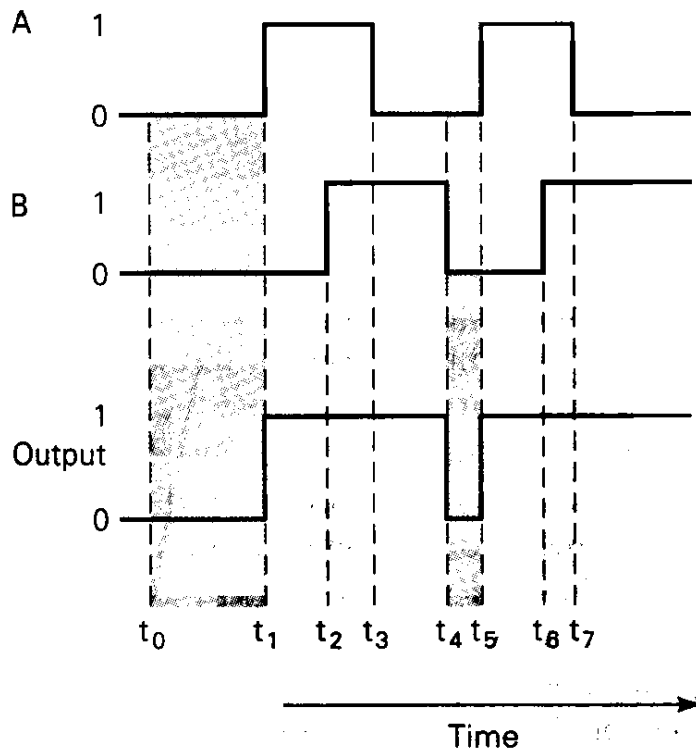 A 1
0
B 1
0
1
Output
0
t₀ t₁ t₂ t₃ t₄ t₅ t₆ t₇
Time